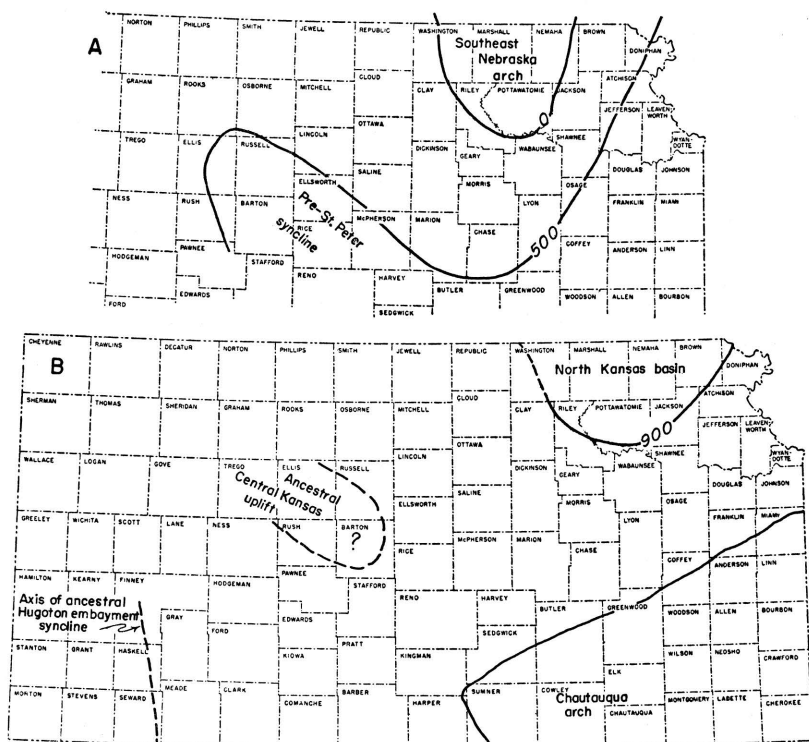 A
NORTON PHILLIPS SMITH JEWELL REPUBLIC WASHINGTON MARSHALL NEMAHA BROWN
DONIPHAN
Southeast
Nebraska
arch
CLOUD
ATCHISON
GRAHAM ROOKS OSBORNE MITCHELL CLAY RILEY POTTAWATOMIE JACKSON
JEFFERSON LEAVEN
WORTH
0
OTTAWA
LINCOLN
SHAWNEE
WYAN
DOTTE
TREGO ELLIS RUSSELL DICKINSON WABAUNSEE
GEARY
SALINE
DOUGLAS JOHNSON
ELLSWORTH MORRIS OSAGE
LYON FRANKLIN MIAMI
NESS RUSH BARTON
Pre-St. Peter
syncline
RICE McPHERSON MARION
CHASE
500
PAWNEE COFFEY ANDERSON LINN
HODGEMAN STAFFORD
RENO HARVEY
EDWARDS BUTLER GREENWOOD WOODSON ALLEN BOURBON
FORD SEDGWICK
B
CHEYENNE RAWLINS DECATUR NORTON PHILLIPS SMITH JEWELL REPUBLIC WASHINGTON MARSHALL NEMAHA BROWN
DONIPHAN
North Kansas basin
ATCHISON
CLOUD
SHERMAN THOMAS SHERIDAN GRAHAM ROOKS OSBORNE MITCHELL CLAY RILEY POTTAWATOMIE JACKSON
JEFFERSON LEAVEN
WORTH
900
OTTAWA
LINCOLN
SHAWNEE
WYAN
DOTTE
WALLACE LOGAN GOVE TREGO ELLIS RUSSELL DICKINSON WABAUNSEE
GEARY
Ancestral
Central Kansas
uplift
SALINE
DOUGLAS JOHNSON
ELLSWORTH MORRIS OSAGE
LYON FRANKLIN MIAMI
GREELEY WICHITA SCOTT LANE NESS RUSH BARTON
?
RICE McPHERSON MARION
CHASE
COFFEY ANDERSON LINN
PAWNEE
HAMILTON KEARNY FINNEY HODGEMAN STAFFORD
RENO HARVEY
Axis of ancestral
Hugoton embayment
syncline
BUTLER GREENWOOD WOODSON ALLEN BOURBON
GRAY EDWARDS
FORD SEDGWICK
PRATT
STANTON GRANT HASKELL KIOWA KINGMAN
WILSON NEOSHO CRAWFORD
ELK
MORTON STEVENS SEWARD MEADE CLARK BARBER SUMNER COWLEY
COMANCHE HARPER
Chautauqua
arch
MONTGOMERY LABETTE CHEROKEE
CHAUTAUQUA